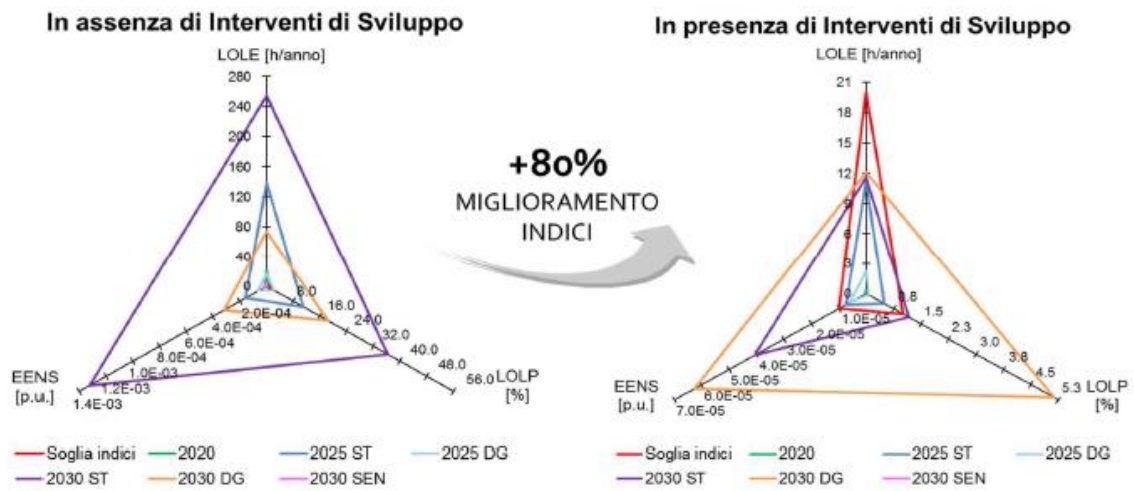 In assenza di Interventi di Sviluppo
LOLE [h/anno]
280
240
200
160
120
80
40
0
8.0
16.0
24.0
32.0
40.0
48.0
56.0
LOLP
[%]
2.0E-04
4.0E-04
6.0E-04
8.0E-04
1.0E-03
1.2E-03
1.4E-03
EENS
[p.u.]
Soglia indici
2020
2025 ST
2025 DG
2030 ST
2030 DG
2030 SEN
+80%
MIGLIORAMENTO
INDICI
In presenza di Interventi di Sviluppo
LOLE [h/anno]
21
18
15
12
9
6
3
0
0.8
1.5
2.3
3.0
3.8
4.5
5.3
LOLP
[%]
1.0E-05
2.0E-05
3.0E-05
4.0E-05
5.0E-05
6.0E-05
7.0E-05
EENS
[p.u.]
Soglia indici
2020
2025 ST
2025 DG
2030 ST
2030 DG
2030 SEN